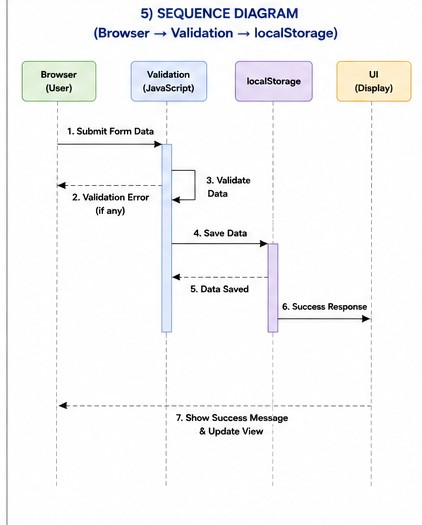 5) SEQUENCE DIAGRAM
(Browser → Validation → localStorage)
Browser
(User)
Validation
(JavaScript)
localStorage
UI
(Display)
1. Submit Form Data
3. Validate
Data
2. Validation Error
(if any)
4. Save Data
5. Data Saved
6. Success Response
7. Show Success Message
& Update View